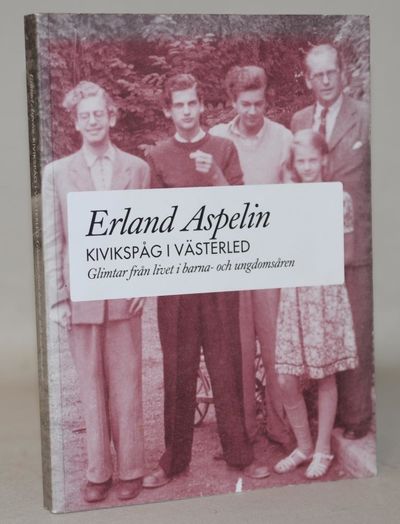 Erland Aspelin
KIVIKSPÅG I VÄSTERLED
Glimtar från livet i barna- och ungdomsåren